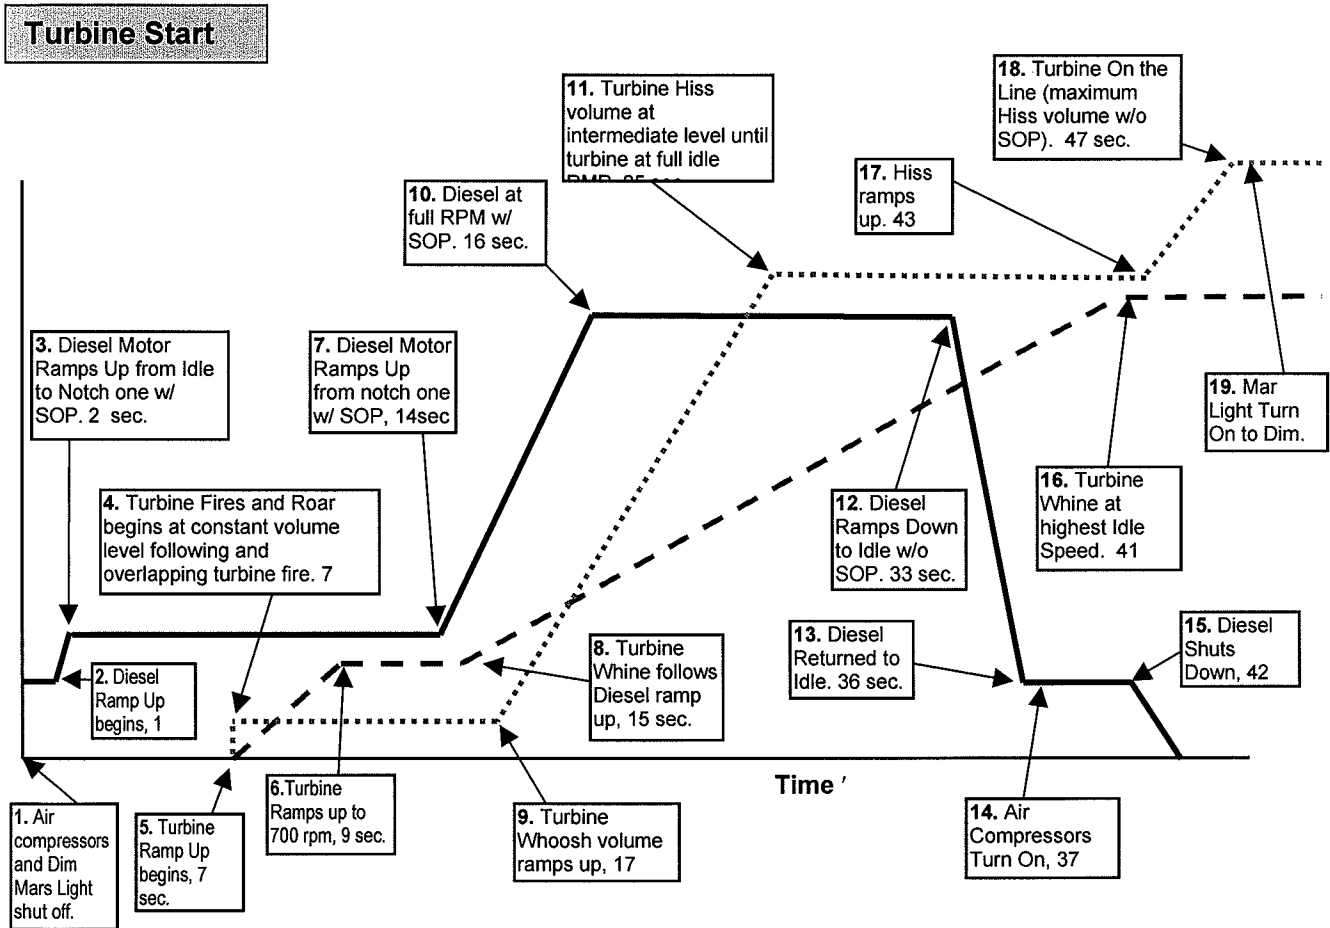 Turbine Start
18. Turbine On the
Line (maximum
Hiss volume w/o
SOP). 47 sec.
11. Turbine Hiss
volume at
intermediate level until
turbine at full idle
17. Hiss
ramps
up. 43
10. Diesel at
full RPM w/
SOP. 16 sec.
3. Diesel Motor
Ramps Up from Idle
to Notch one w/
SOP. 2 sec.
7. Diesel Motor
Ramps Up
from notch one
w/ SOP, 14sec
19. Mar
Light Turn
On to Dim.
4. Turbine Fires and Roar
begins at constant volume
level following and
overlapping turbine fire. 7
12. Diesel
Ramps Down
to Idle w/o
SOP. 33 sec.
16. Turbine
Whine at
highest Idle
Speed. 41
2. Diesel
Ramp Up
begins, 1
8. Turbine
Whine follows
Diesel ramp
up, 15 sec.
13. Diesel
Returned to
Idle. 36 sec.
15. Diesel
Shuts
Down, 42
Time
1. Air
compressors
and Dim
Mars Light
shut off.
5. Turbine
Ramp Up
begins, 7
sec.
6.Turbine
Ramps up to
700 rpm, 9 sec.
9. Turbine
Whoosh volume
ramps up, 17
14. Air
Compressors
Turn On, 37